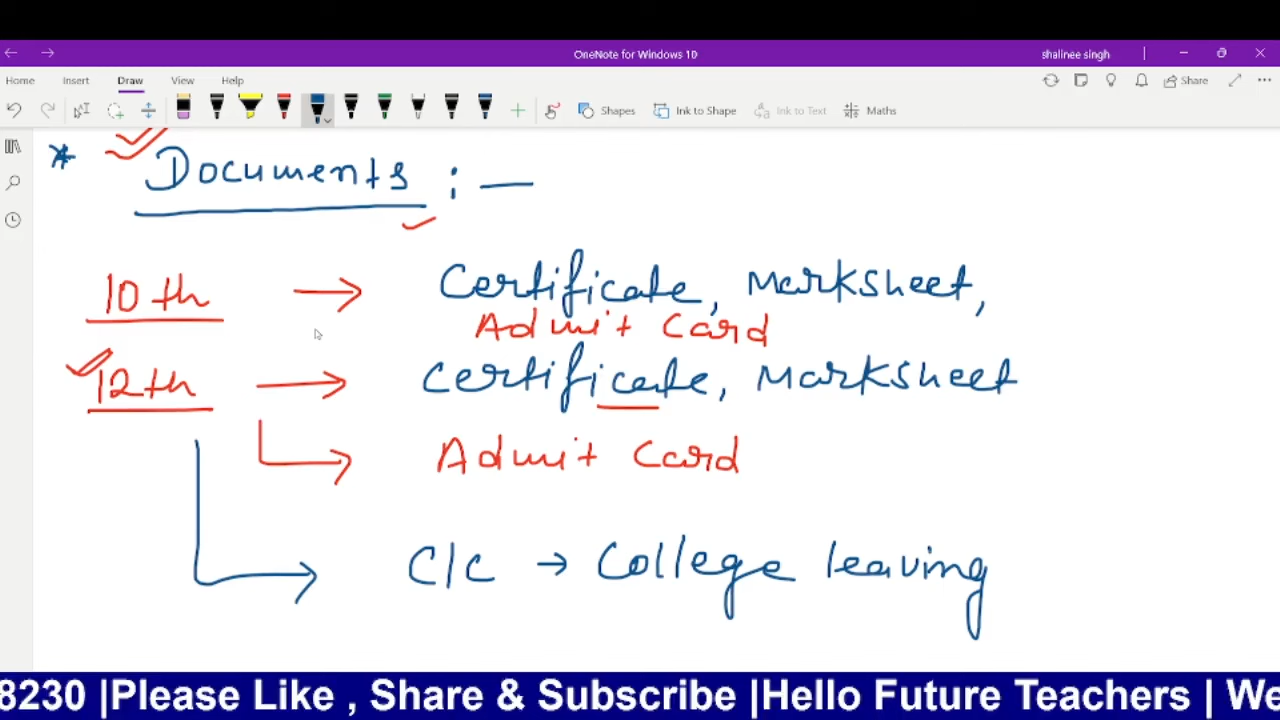 OneNote for Windows 10
shalinee singh
Home Insert Draw View Help
Share
Shapes Ink to Shape Ink to Text Maths
* Documents : —
10th → Certificate, Marksheet,
Admit Card
12th → Certificate, Marksheet
Admit Card
C/C → College leaving
8230 |Please Like , Share & Subscribe |Hello Future Teachers | We